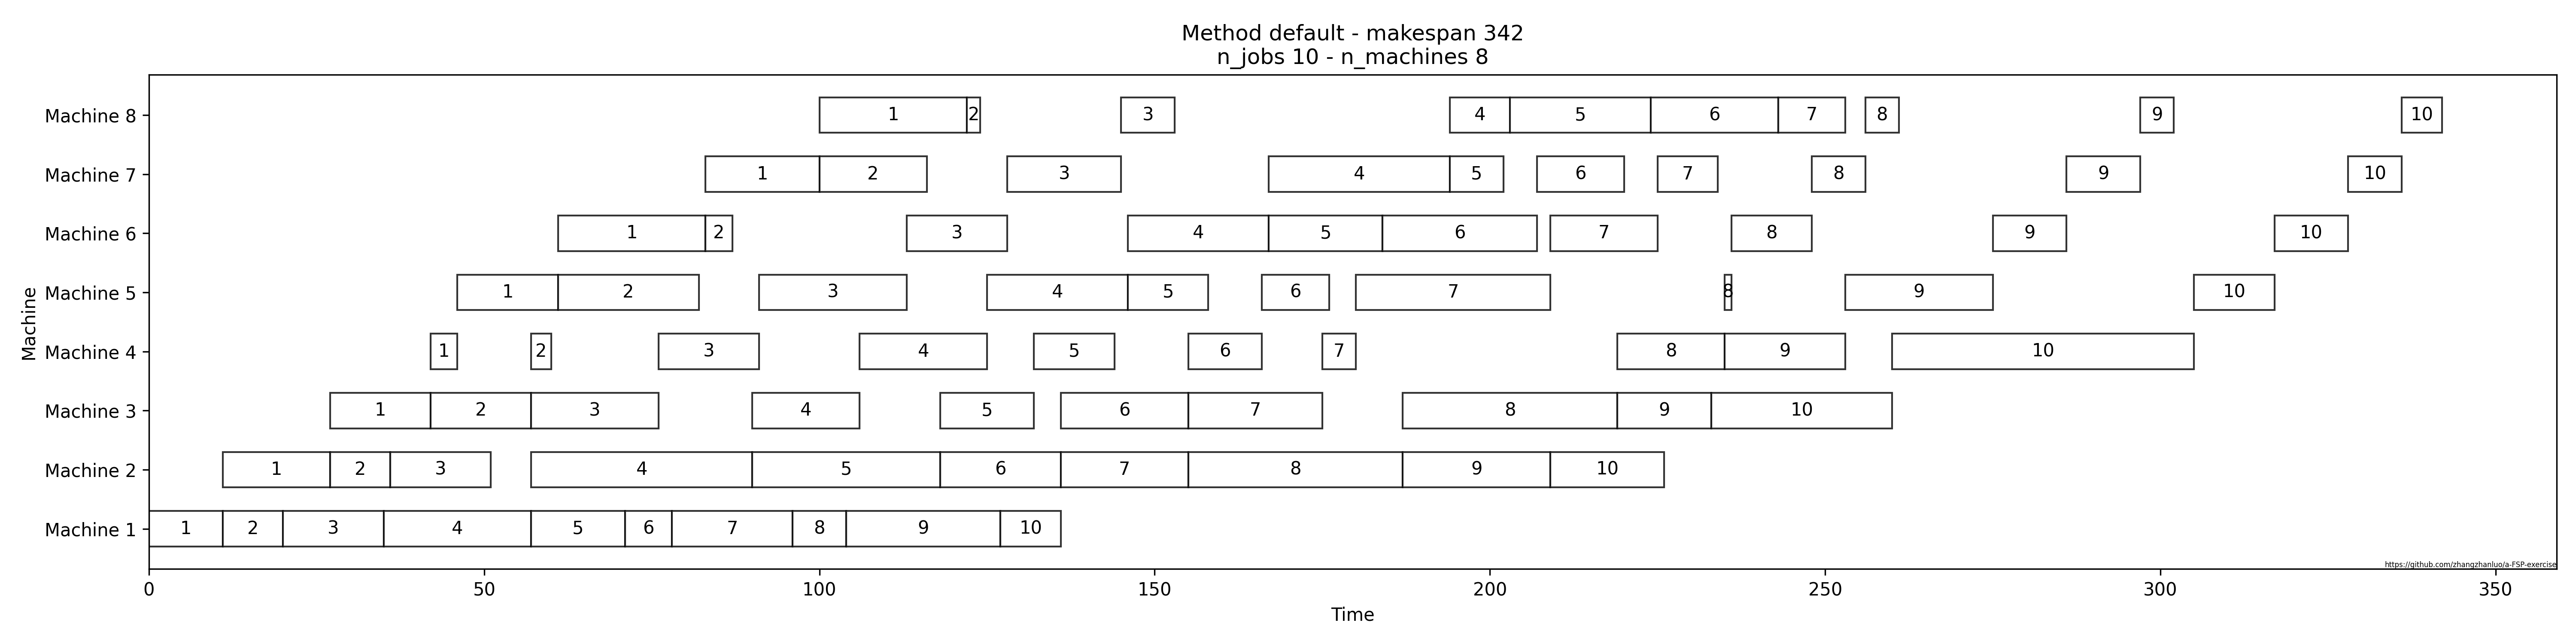 Method default - makespan 342
n_jobs 10 - n_machines 8
Machine 8 1 2 3 4 5 6 7 8 9 10
Machine 7 1 2 3 4 5 6 7 8 9 10
Machine 6 1 2 3 4 5 6 7 8 9 10
Machine 5 1 2 3 4 5 6 7 8 9 10
Machine 4 1 2 3 4 5 6 7 8 9 10
Machine 3 1 2 3 4 5 6 7 8 9 10
Machine 2 1 2 3 4 5 6 7 8 9 10
Machine 1 1 2 3 4 5 6 7 8 9 10
Machine
https://github.com/zhangzhanluo/a-FSP-exercise
0 50 100 150 200 250 300 350
Time